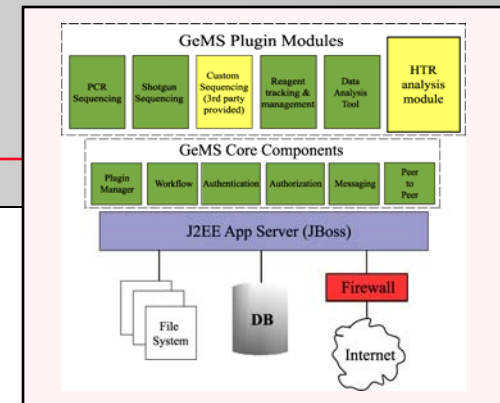 GeMS Plugin Modules
PCR
Sequencing
Shotgun
Sequencing
Custom
Sequencing
(3rd party
provided)
Reagent
tracking &
management
Data
Analysis
Tool
HTR
analysis
module
GeMS Core Components
Plugin
Manager
Workflow
Authentication
Authorization
Messaging
Peer
to
Peer
J2EE App Server (JBoss)
File
System
DB
Firewall
Internet